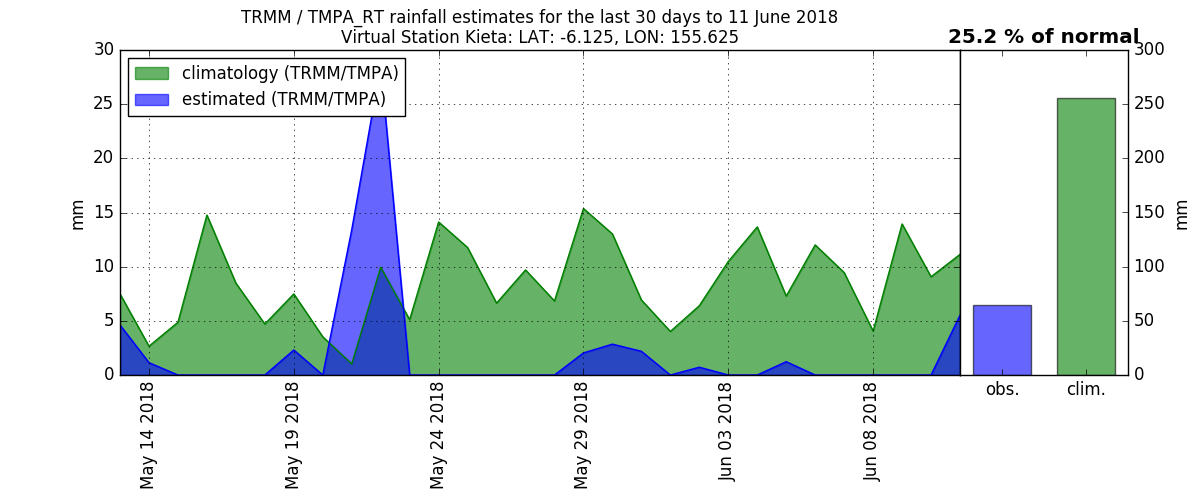 TRMM / TMPA_RT rainfall estimates for the last 30 days to 11 June 2018
Virtual Station Kieta: LAT: -6.125, LON: 155.625
25.2 % of normal
climatology (TRMM/TMPA)
estimated (TRMM/TMPA)
30
25
20
15
10
5
0
mm
May 14 2018
May 19 2018
May 24 2018
May 29 2018
Jun 03 2018
Jun 08 2018
obs.
clim.
300
250
200
150
100
50
0
mm